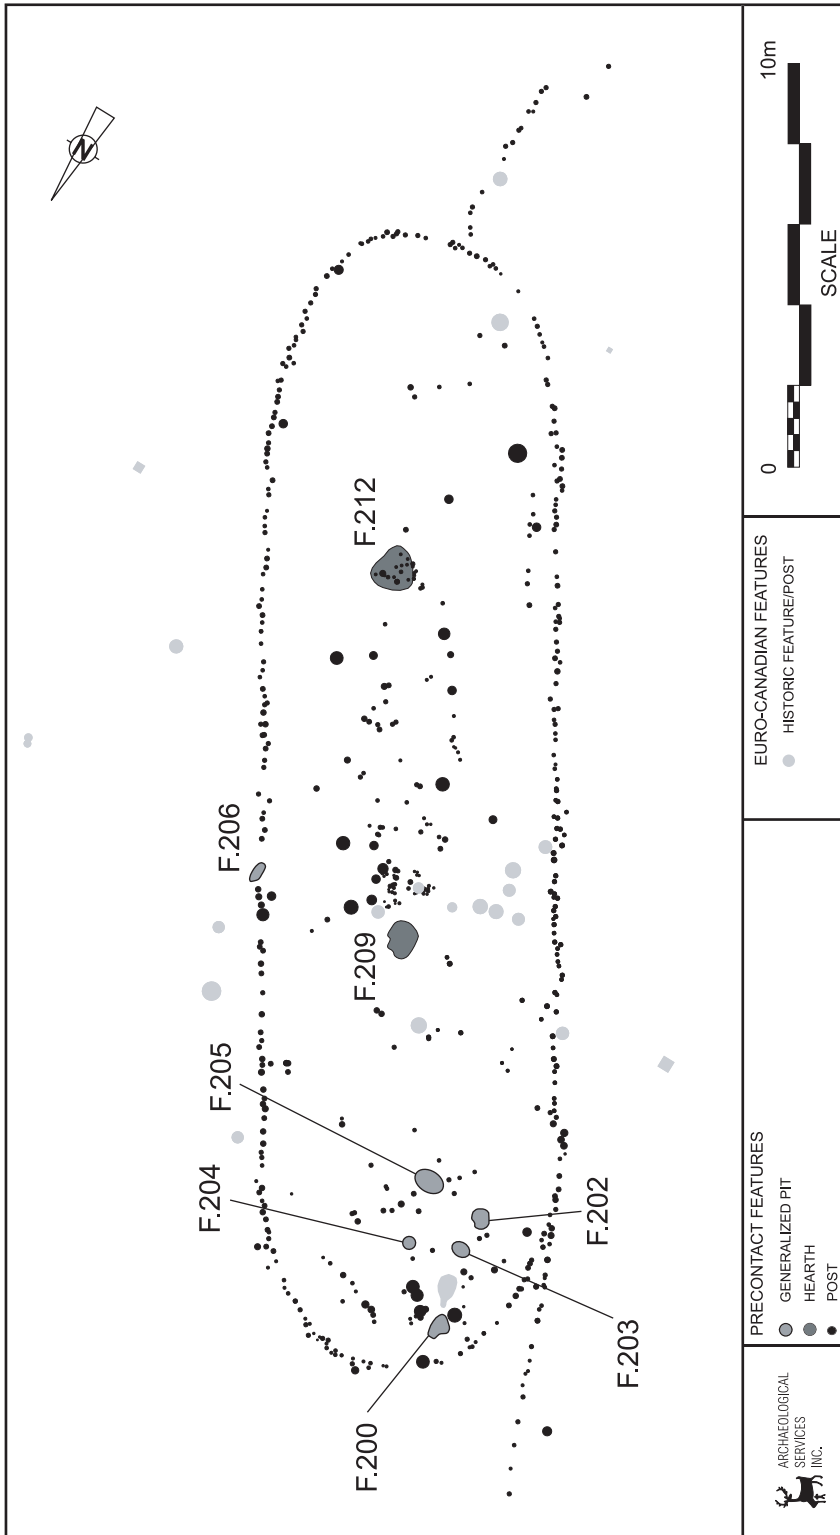 N
F.212
F.206
F.209
F.205
F.204
F.202
F.203
F.200
ARCHAEOLOGICAL
SERVICES
INC.
PRECONTACT FEATURES
GENERALIZED PIT
HEARTH
POST
EURO-CANADIAN FEATURES
HISTORIC FEATURE/POST
0
10m
SCALE